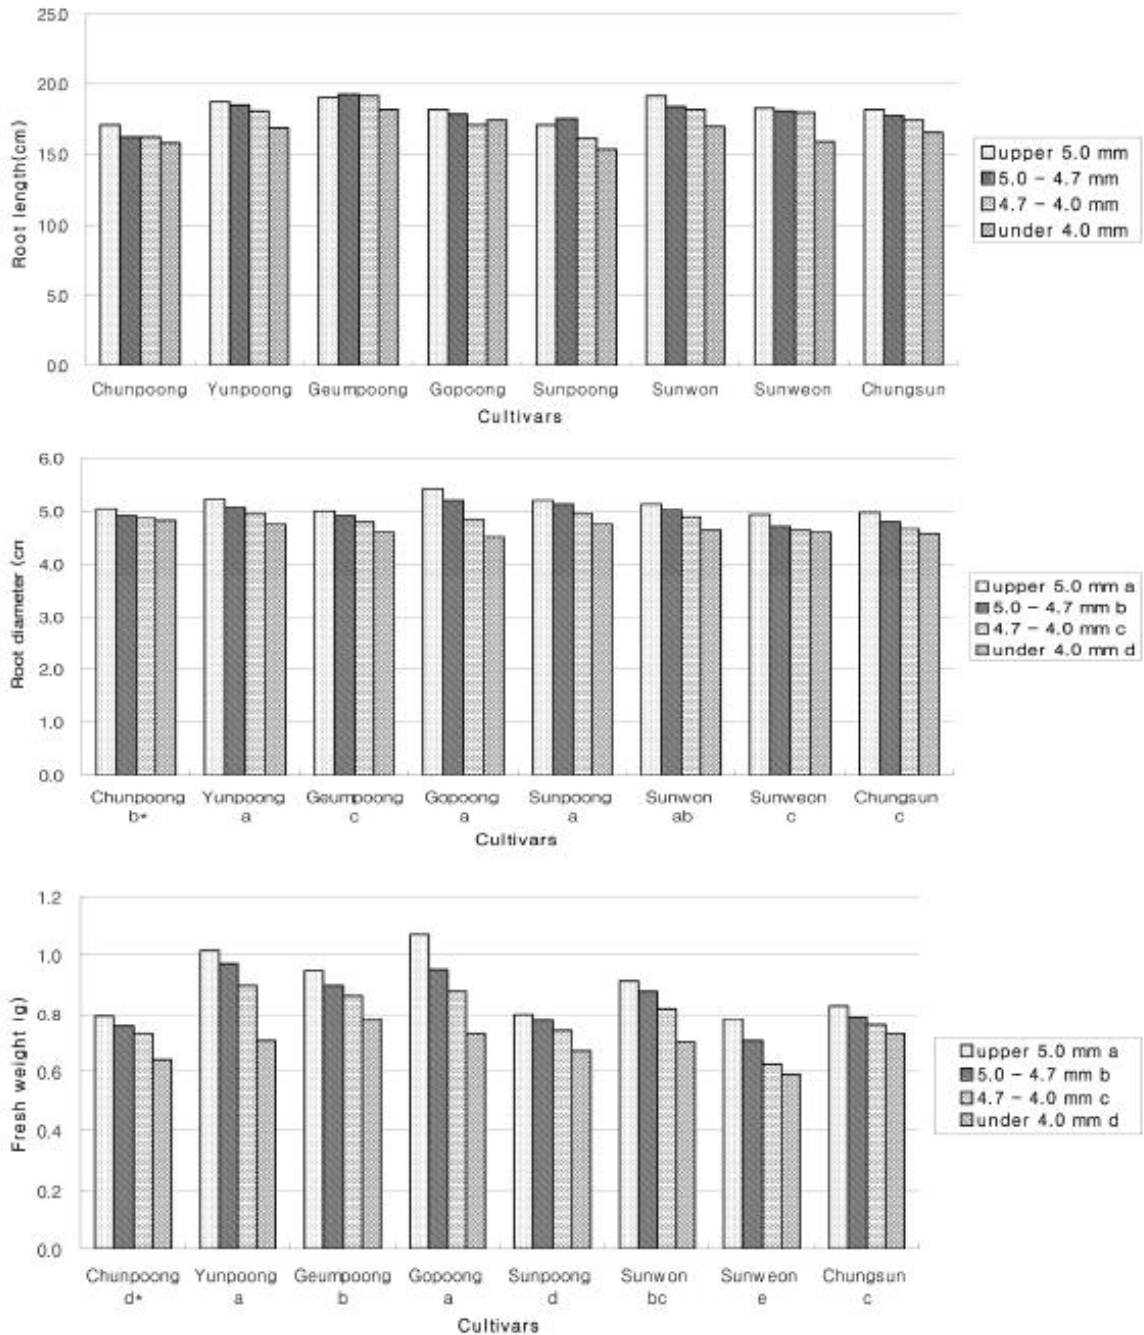 25.0
20.0
15.0
10.0
5.0
0.0
Root length(cm)
Chunpoong Yunpoong Geumpoong Gopoong Sunpoong Sunwon Sunweon Chungsun
Cultivars
upper 5.0 mm
5.0 - 4.7 mm
4.7 - 4.0 mm
under 4.0 mm
6.0
5.0
4.0
3.0
2.0
1.0
0.0
Root diameter (cm
Chunpoong Yunpoong Geumpoong Gopoong Sunpoong Sunwon Sunweon Chungsun
b* a c a a ab c c
Cultivars
upper 5.0 mm a
5.0 - 4.7 mm b
4.7 - 4.0 mm c
under 4.0 mm d
1.2
1.0
0.8
0.6
0.4
0.2
0.0
Fresh weight (g)
Chunpoong Yunpoong Geumpoong Gopoong Sunpoong Sunwon Sunweon Chungsun
d* a b a d bc e c
Cultivars
upper 5.0 mm a
5.0 - 4.7 mm b
4.7 - 4.0 mm c
under 4.0 mm d